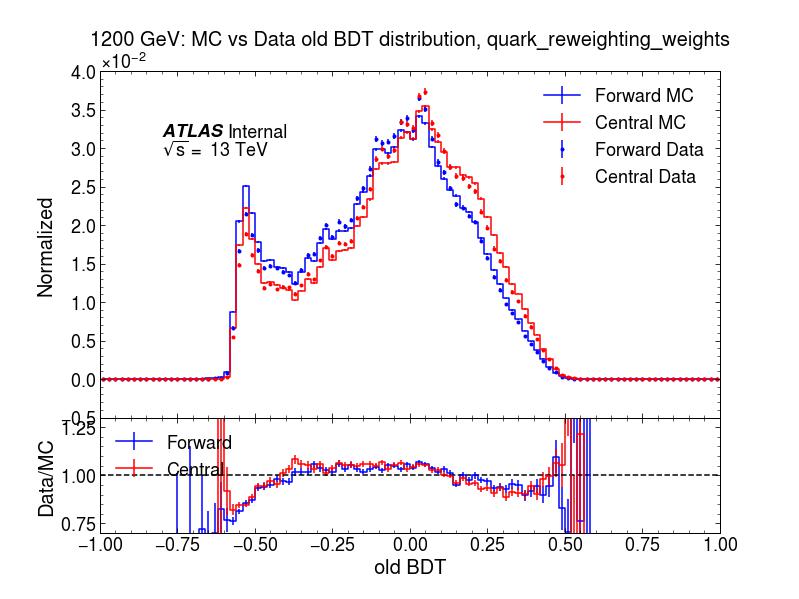 1200 GeV: MC vs Data old BDT distribution, quark_reweighting_weights
×10⁻²
4.0
3.5
3.0
2.5
2.0
1.5
1.0
0.5
0.0
−0.5
Normalized
ATLAS Internal
√s = 13 TeV
Forward MC
Central MC
Forward Data
Central Data
1.25
1.00
0.75
Data/MC
Forward
Central
−1.00 −0.75 −0.50 −0.25 0.00 0.25 0.50 0.75 1.00
old BDT